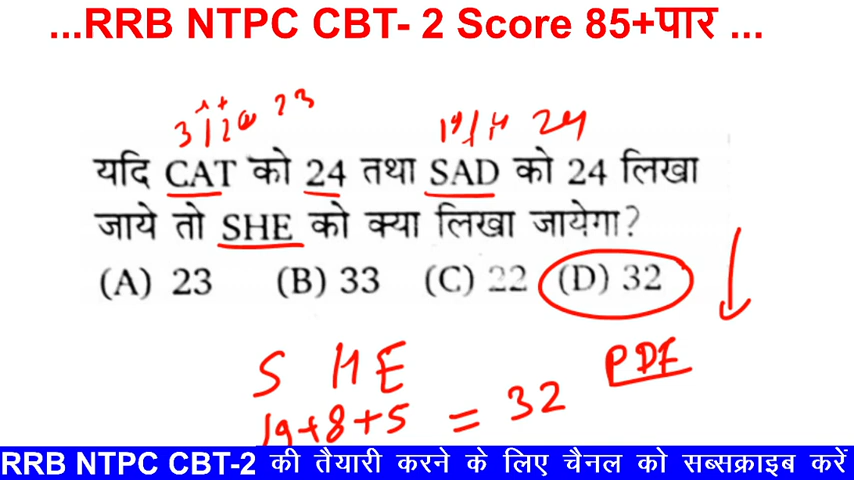 ...RRB NTPC CBT- 2 Score 85+पार ...
3 1 20 23
19 1 4 24
यदि CAT को 24 तथा SAD को 24 लिखा
जाये तो SHE को क्या लिखा जायेगा?
(A) 23 (B) 33 (C) 22 (D) 32
PDF
S H E
19+8+5 = 32
RRB NTPC CBT-2 की तैयारी करने के लिए चैनल को सब्सक्राइब करें